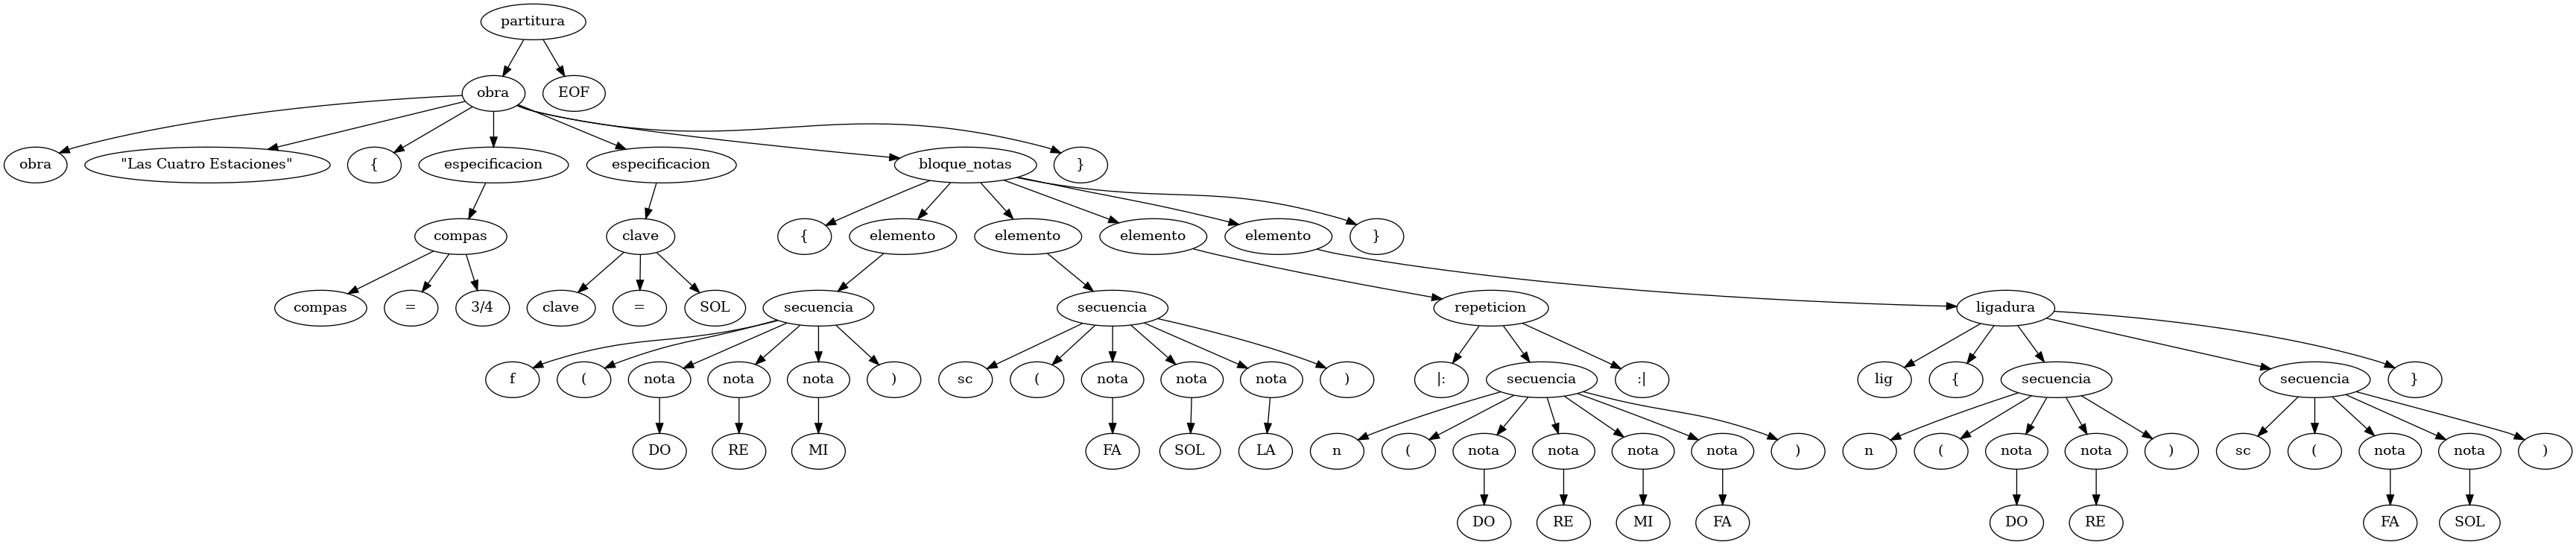 partitura
obra EOF
obra "Las Cuatro Estaciones" { especificacion especificacion bloque_notas }
compas clave { elemento elemento elemento elemento }
compas = 3/4 clave = SOL secuencia secuencia repeticion ligadura
f ( nota nota nota ) sc ( nota nota nota ) |: secuencia :| lig { secuencia secuencia }
DO RE MI FA SOL LA n ( nota nota nota nota ) n ( nota nota ) sc ( nota nota )
DO RE MI FA DO RE FA SOL